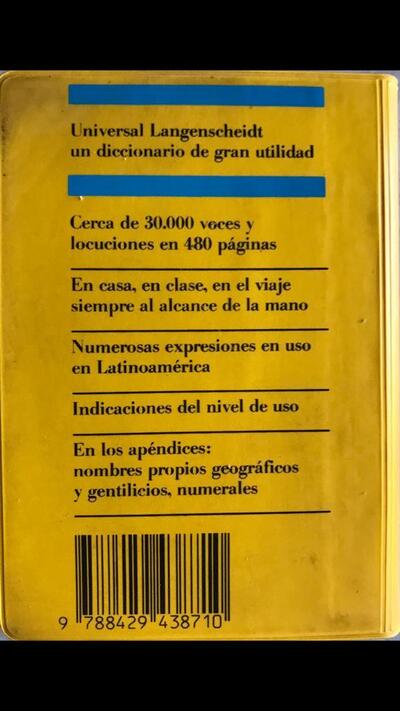 Universal Langenscheidt
un diccionario de gran utilidad
Cerca de 30.000 voces y
locuciones en 480 páginas
En casa, en clase, en el viaje
siempre al alcance de la mano
Numerosas expresiones en uso
en Latinoamérica
Indicaciones del nivel de uso
En los apéndices:
nombres propios geográficos
y gentilicios, numerales
9 788429 438710